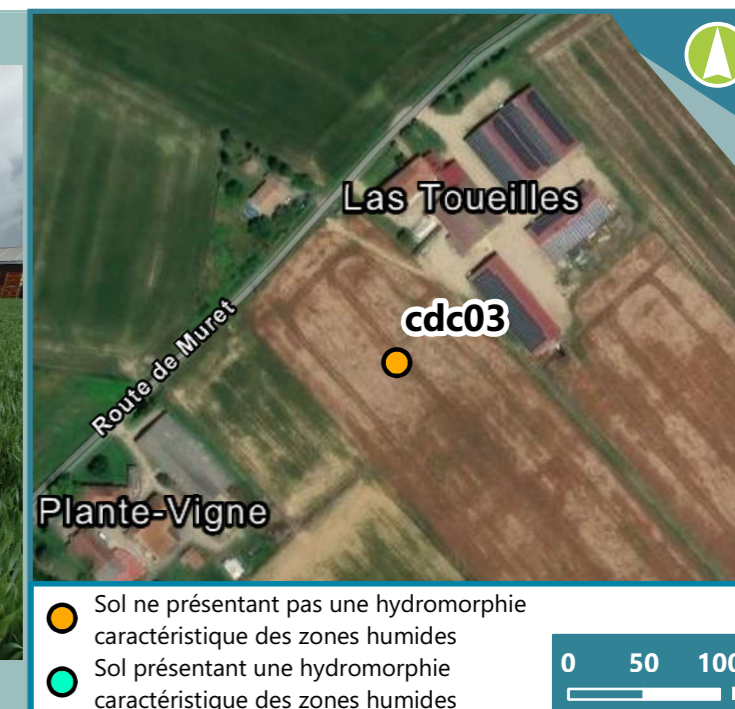 Las Toueilles
cdc03
Route de Muret
Plante-Vigne
Sol ne présentant pas une hydromorphie
caractéristique des zones humides
Sol présentant une hydromorphie
caractéristique des zones humides
0 50 100